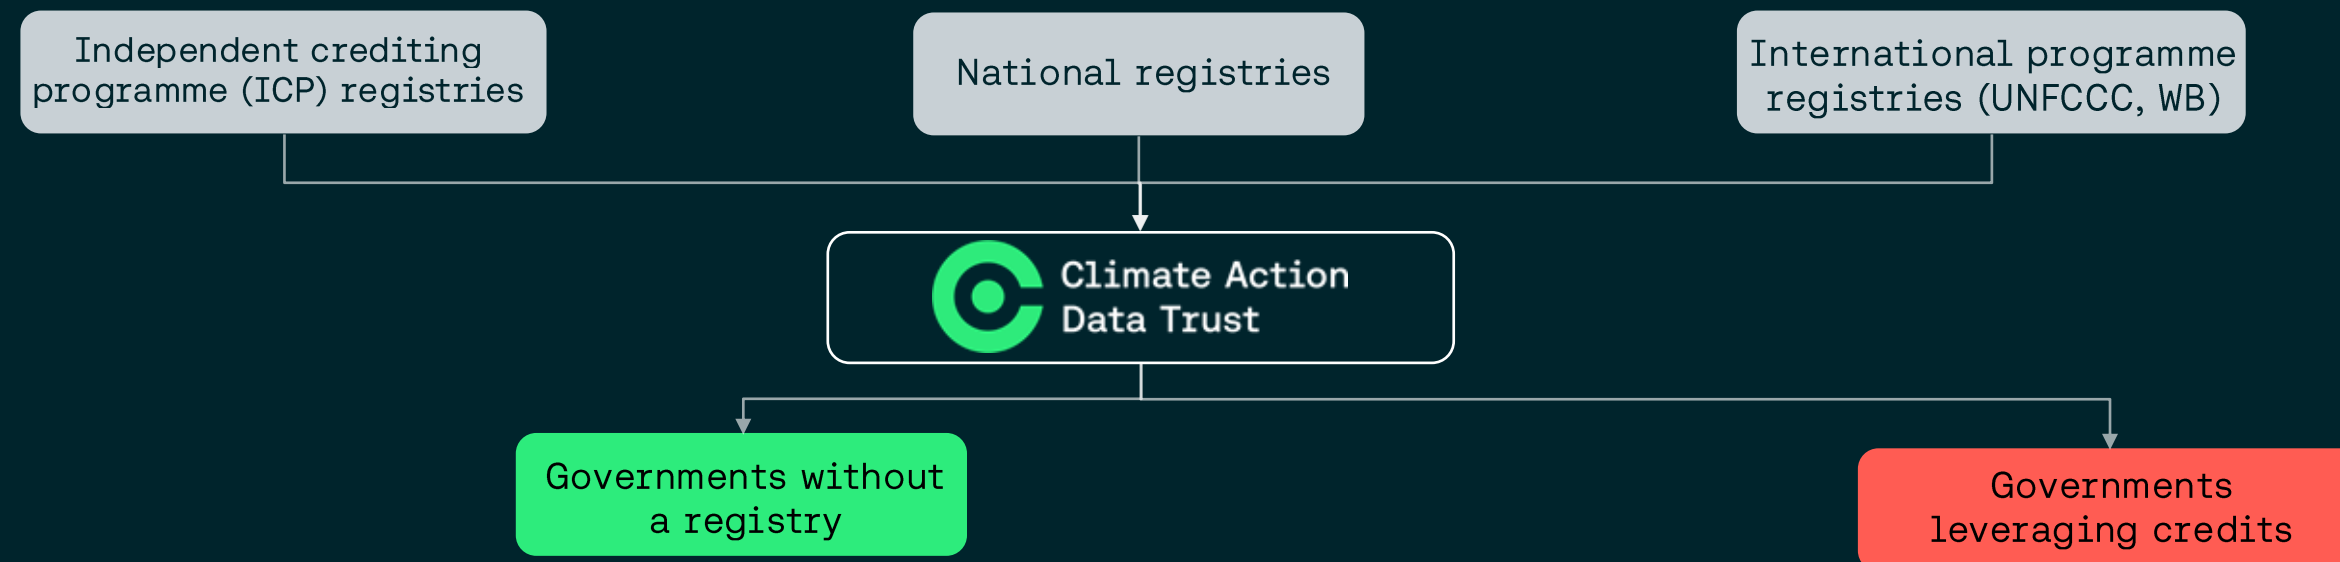 Independent crediting
programme (ICP) registries
National registries
International programme
registries (UNFCCC, WB)
Climate Action
Data Trust
Governments without
a registry
Governments
leveraging credits